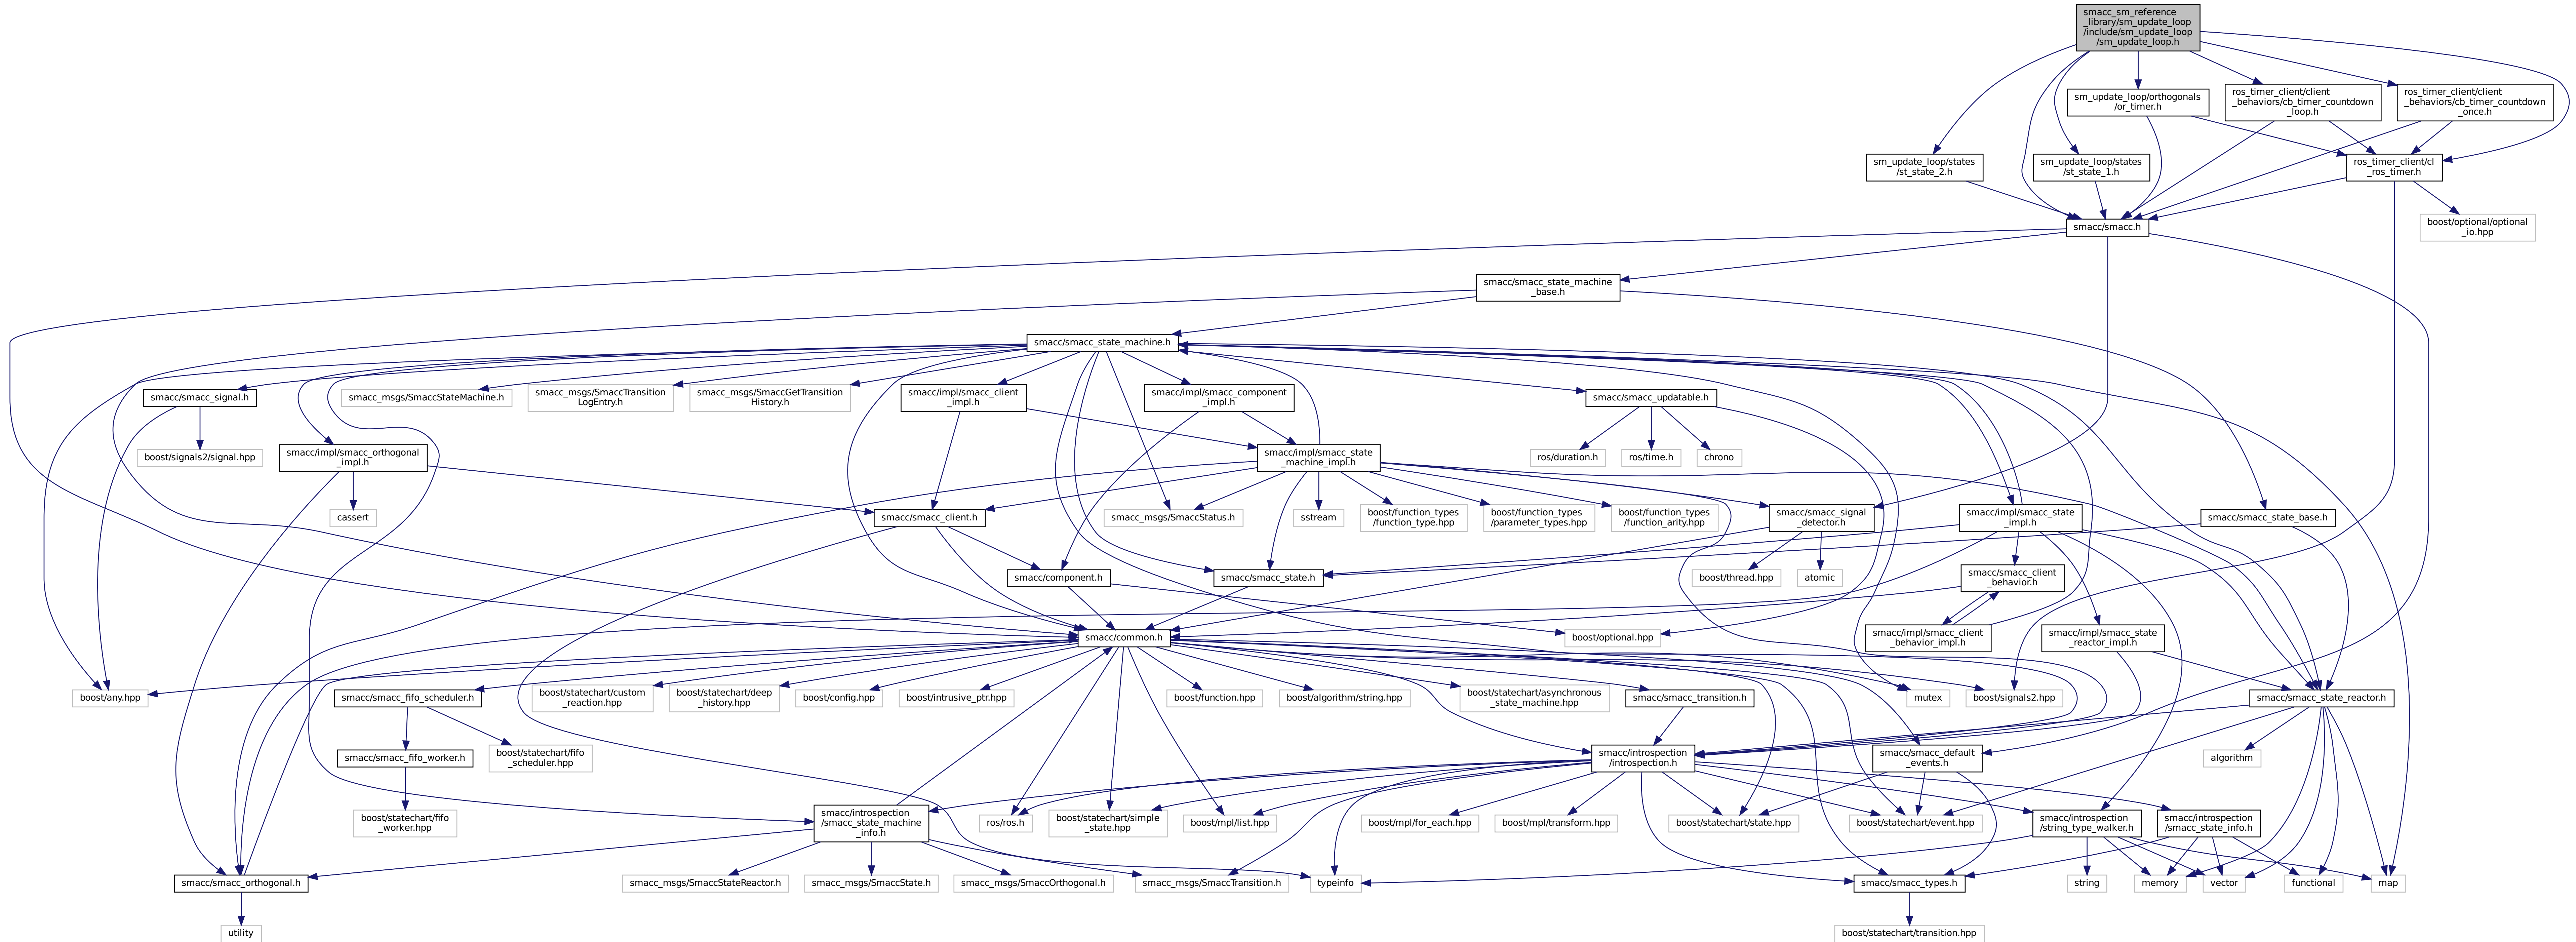 smacc_sm_reference
_library/sm_update_loop
/include/sm_update_loop
/sm_update_loop.h
sm_update_loop/orthogonals
/or_timer.h
ros_timer_client/client
_behaviors/cb_timer_countdown
_loop.h
ros_timer_client/client
_behaviors/cb_timer_countdown
_once.h
sm_update_loop/states
/st_state_2.h
sm_update_loop/states
/st_state_1.h
ros_timer_client/cl
_ros_timer.h
smacc/smacc.h
boost/optional/optional
_io.hpp
smacc/smacc_state_machine
_base.h
smacc/smacc_state_machine.h
smacc/smacc_signal.h
smacc_msgs/SmaccStateMachine.h
smacc_msgs/SmaccTransition
LogEntry.h
smacc_msgs/SmaccGetTransition
History.h
smacc/impl/smacc_client
_impl.h
smacc/impl/smacc_component
_impl.h
smacc/smacc_updatable.h
boost/signals2/signal.hpp
smacc/impl/smacc_orthogonal
_impl.h
smacc/impl/smacc_state
_machine_impl.h
ros/duration.h
ros/time.h
chrono
cassert
smacc/smacc_client.h
smacc_msgs/SmaccStatus.h
sstream
boost/function_types
/function_type.hpp
boost/function_types
/parameter_types.hpp
boost/function_types
/function_arity.hpp
smacc/smacc_signal
_detector.h
smacc/impl/smacc_state
_impl.h
smacc/smacc_state_base.h
smacc/component.h
smacc/smacc_state.h
boost/thread.hpp
atomic
smacc/smacc_client
_behavior.h
smacc/common.h
boost/optional.hpp
smacc/impl/smacc_client
_behavior_impl.h
smacc/impl/smacc_state
_reactor_impl.h
boost/any.hpp
smacc/smacc_fifo_scheduler.h
boost/statechart/custom
_reaction.hpp
boost/statechart/deep
_history.hpp
boost/config.hpp
boost/intrusive_ptr.hpp
boost/function.hpp
boost/algorithm/string.hpp
boost/statechart/asynchronous
_state_machine.hpp
smacc/smacc_transition.h
mutex
boost/signals2.hpp
smacc/smacc_state_reactor.h
smacc/smacc_fifo_worker.h
boost/statechart/fifo
_scheduler.hpp
smacc/introspection
/introspection.h
smacc/smacc_default
_events.h
algorithm
boost/statechart/fifo
_worker.hpp
smacc/introspection
/smacc_state_machine
_info.h
ros/ros.h
boost/statechart/simple
_state.hpp
boost/mpl/list.hpp
boost/mpl/for_each.hpp
boost/mpl/transform.hpp
boost/statechart/state.hpp
boost/statechart/event.hpp
smacc/introspection
/string_type_walker.h
smacc/introspection
/smacc_state_info.h
smacc/smacc_orthogonal.h
smacc_msgs/SmaccStateReactor.h
smacc_msgs/SmaccState.h
smacc_msgs/SmaccOrthogonal.h
smacc_msgs/SmaccTransition.h
typeinfo
smacc/smacc_types.h
string
memory
vector
functional
map
utility
boost/statechart/transition.hpp